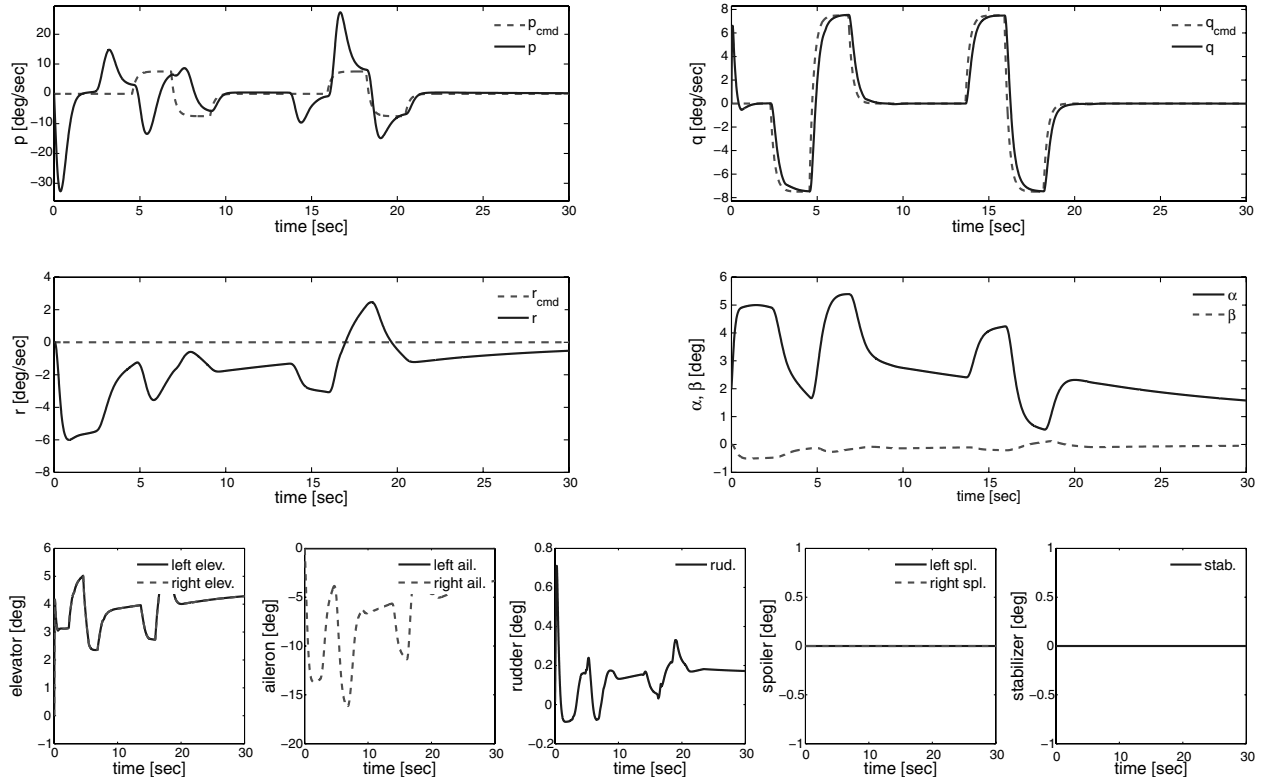 p [deg/sec]
20
10
0
−10
−20
−30
p_cmd
p
0 5 10 15 20 25 30
time [sec]
q [deg/sec]
8
6
4
2
0
−2
−4
−6
−8
q_cmd
q
0 5 10 15 20 25 30
time [sec]
r [deg/sec]
4
2
0
−2
−4
−6
−8
r_cmd
r
0 5 10 15 20 25 30
time [sec]
α, β [deg]
6
5
4
3
2
1
0
−1
α
β
0 5 10 15 20 25 30
time [sec]
elevator [deg]
6
5
4
3
2
1
0
−1
left elev.
right elev.
0 10 20 30
time [sec]
aileron [deg]
0
−5
−10
−15
−20
left ail.
right ail.
0 10 20 30
time [sec]
rudder [deg]
0.8
0.6
0.4
0.2
0
−0.2
rud.
0 10 20 30
time [sec]
spoiler [deg]
1
0.5
0
−0.5
−1
left spl.
right spl.
0 10 20 30
time [sec]
stabilizer [deg]
1
0.5
0
−0.5
−1
stab.
0 10 20 30
time [sec]